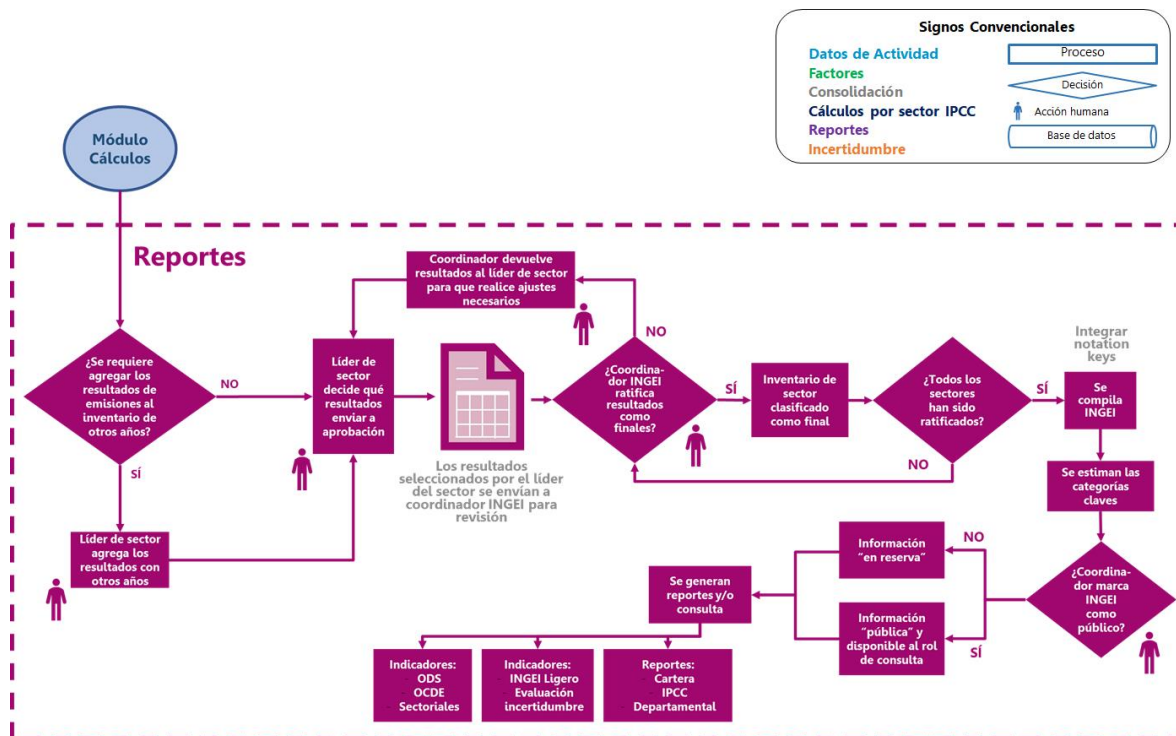 Signos Convencionales
Datos de Actividad
Factores
Consolidación
Cálculos por sector IPCC
Reportes
Incertidumbre
Proceso
Decisión
Acción humana
Base de datos
Módulo
Cálculos
Reportes
Coordinador devuelve
resultados al líder de sector
para que realice ajustes
necesarios
¿Se requiere
agregar los
resultados de
emisiones al
inventario de
otros años?
NO
SÍ
Líder de sector
agrega los
resultados con
otros años
Líder de
sector
decide qué
resultados
enviar a
aprobación
Los resultados
seleccionados por el líder
del sector se envían a
coordinador INGEI para
revisión
¿Coordina-
dor INGEI
ratifica
resultados
como
finales?
NO
SÍ
Inventario de
sector
clasificado
como final
¿Todos los
sectores
han sido
ratificados?
SÍ
NO
Integrar
notation
keys
Se
compila
INGEI
Se estiman las
categorías
claves
¿Coordina-
dor marca
INGEI
como
público?
NO
SÍ
Información
"en reserva"
Información
"pública" y
disponible al rol
de consulta
Se generan
reportes y/o
consulta
Indicadores:
- ODS
- OCDE
- Sectoriales
Indicadores:
- INGEI Ligero
- Evaluación
incertidumbre
Reportes:
- Cartera
- IPCC
- Departamental